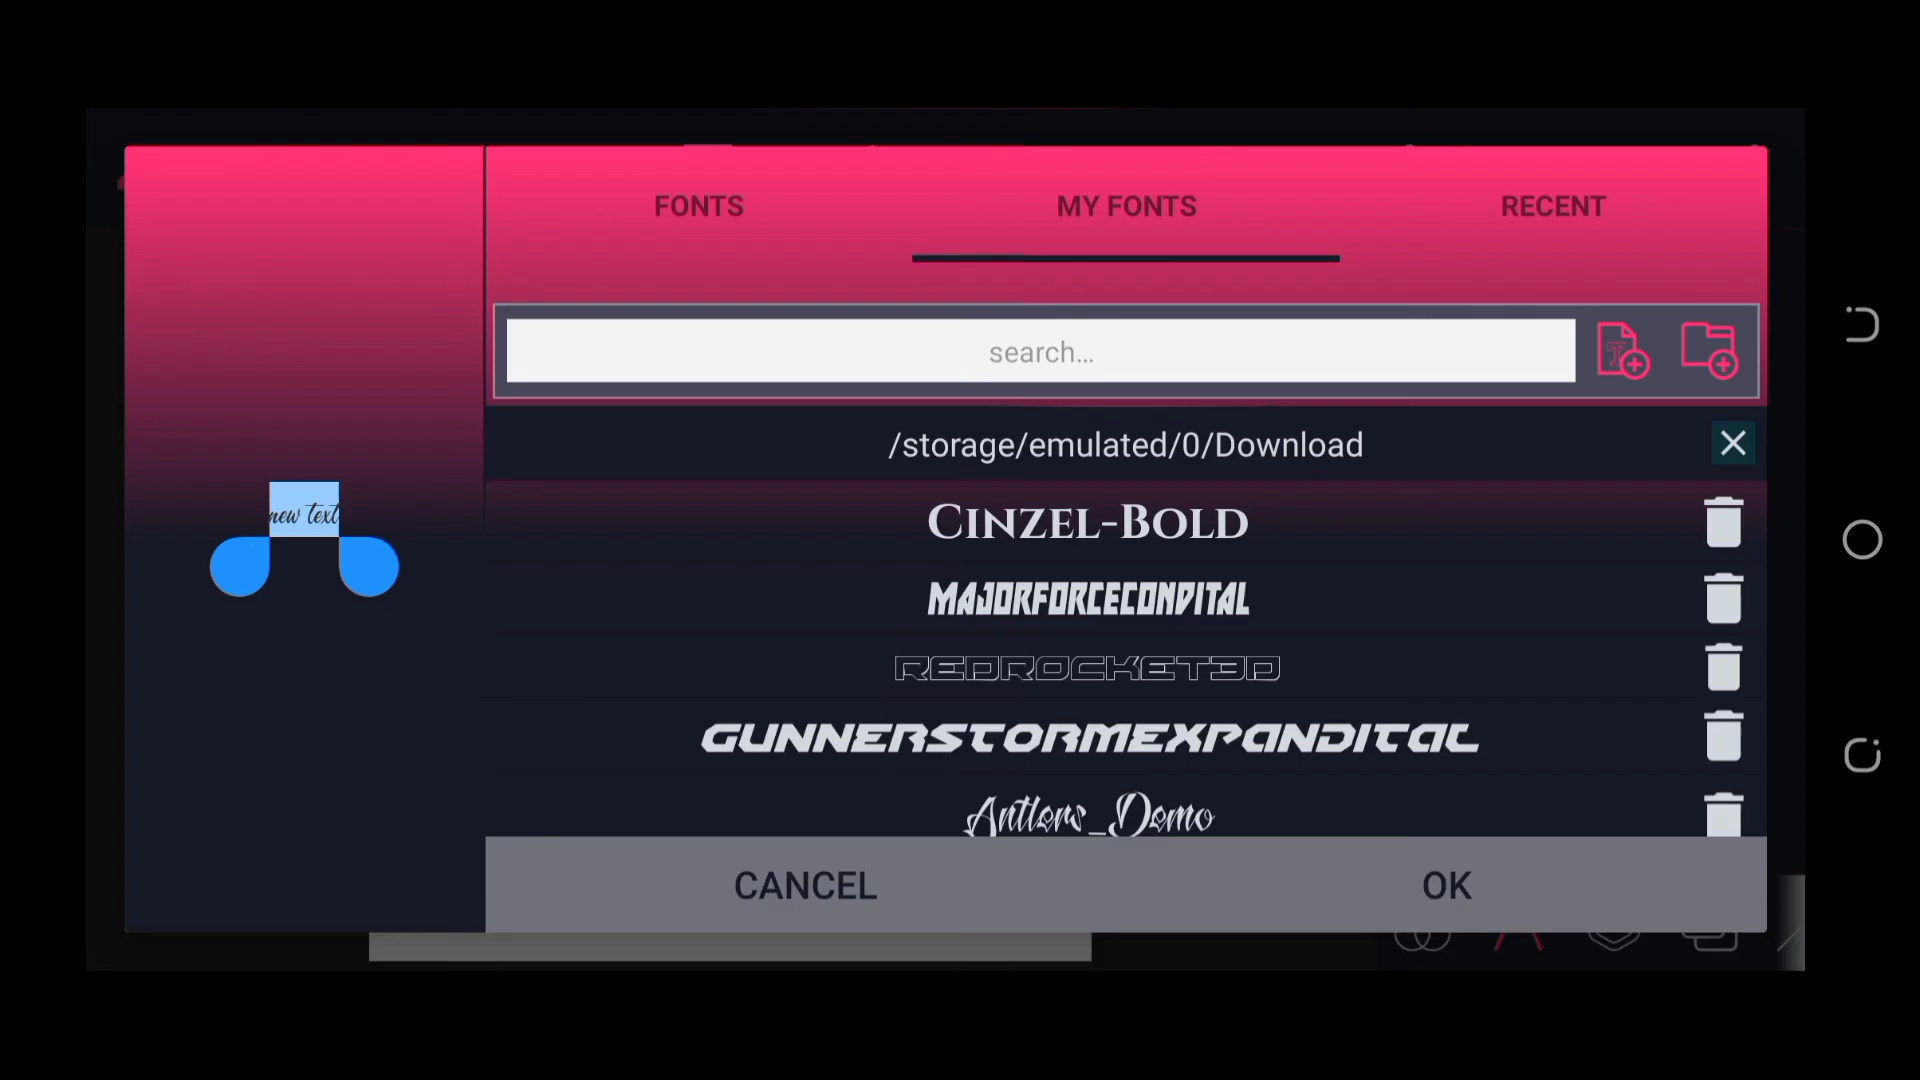 FONTS
MY FONTS
RECENT
search...
/storage/emulated/0/Download
new text
CINZEL-BOLD
MAJORFORCECONDITAL
REDROCKET3D
GUNNERSTORMEXPANDITAL
Antlers_Demo
CANCEL
OK